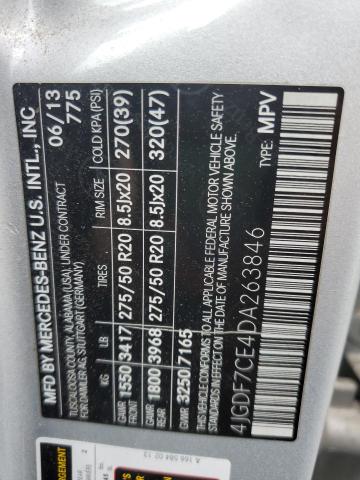 MFD BY MERCEDES-BENZ U.S. INTL., INC 06/13
TUSCALOOSA COUNTY, ALABAMA (USA), UNDER CONTRACT 775
FOR DAIMLER AG, STUTTGART (GERMANY)
KG LB TIRES RIM SIZE COLD KPA (PSI)
GAWR FRONT 1550 3417 275/50 R20 8.5Jx20 270(39)
GAWR REAR 1800 3968 275/50 R20 8.5Jx20 320(47)
GVWR 3250 7165
THIS VEHICLE CONFORMS TO ALL APPLICABLE FEDERAL MOTOR VEHICLE SAFETY
STANDARDS IN EFFECT ON THE DATE OF MANUFACTURE SHOWN ABOVE.
4JGDF7CE4DA263846 TYPE: MPV
A 166 584 02 12